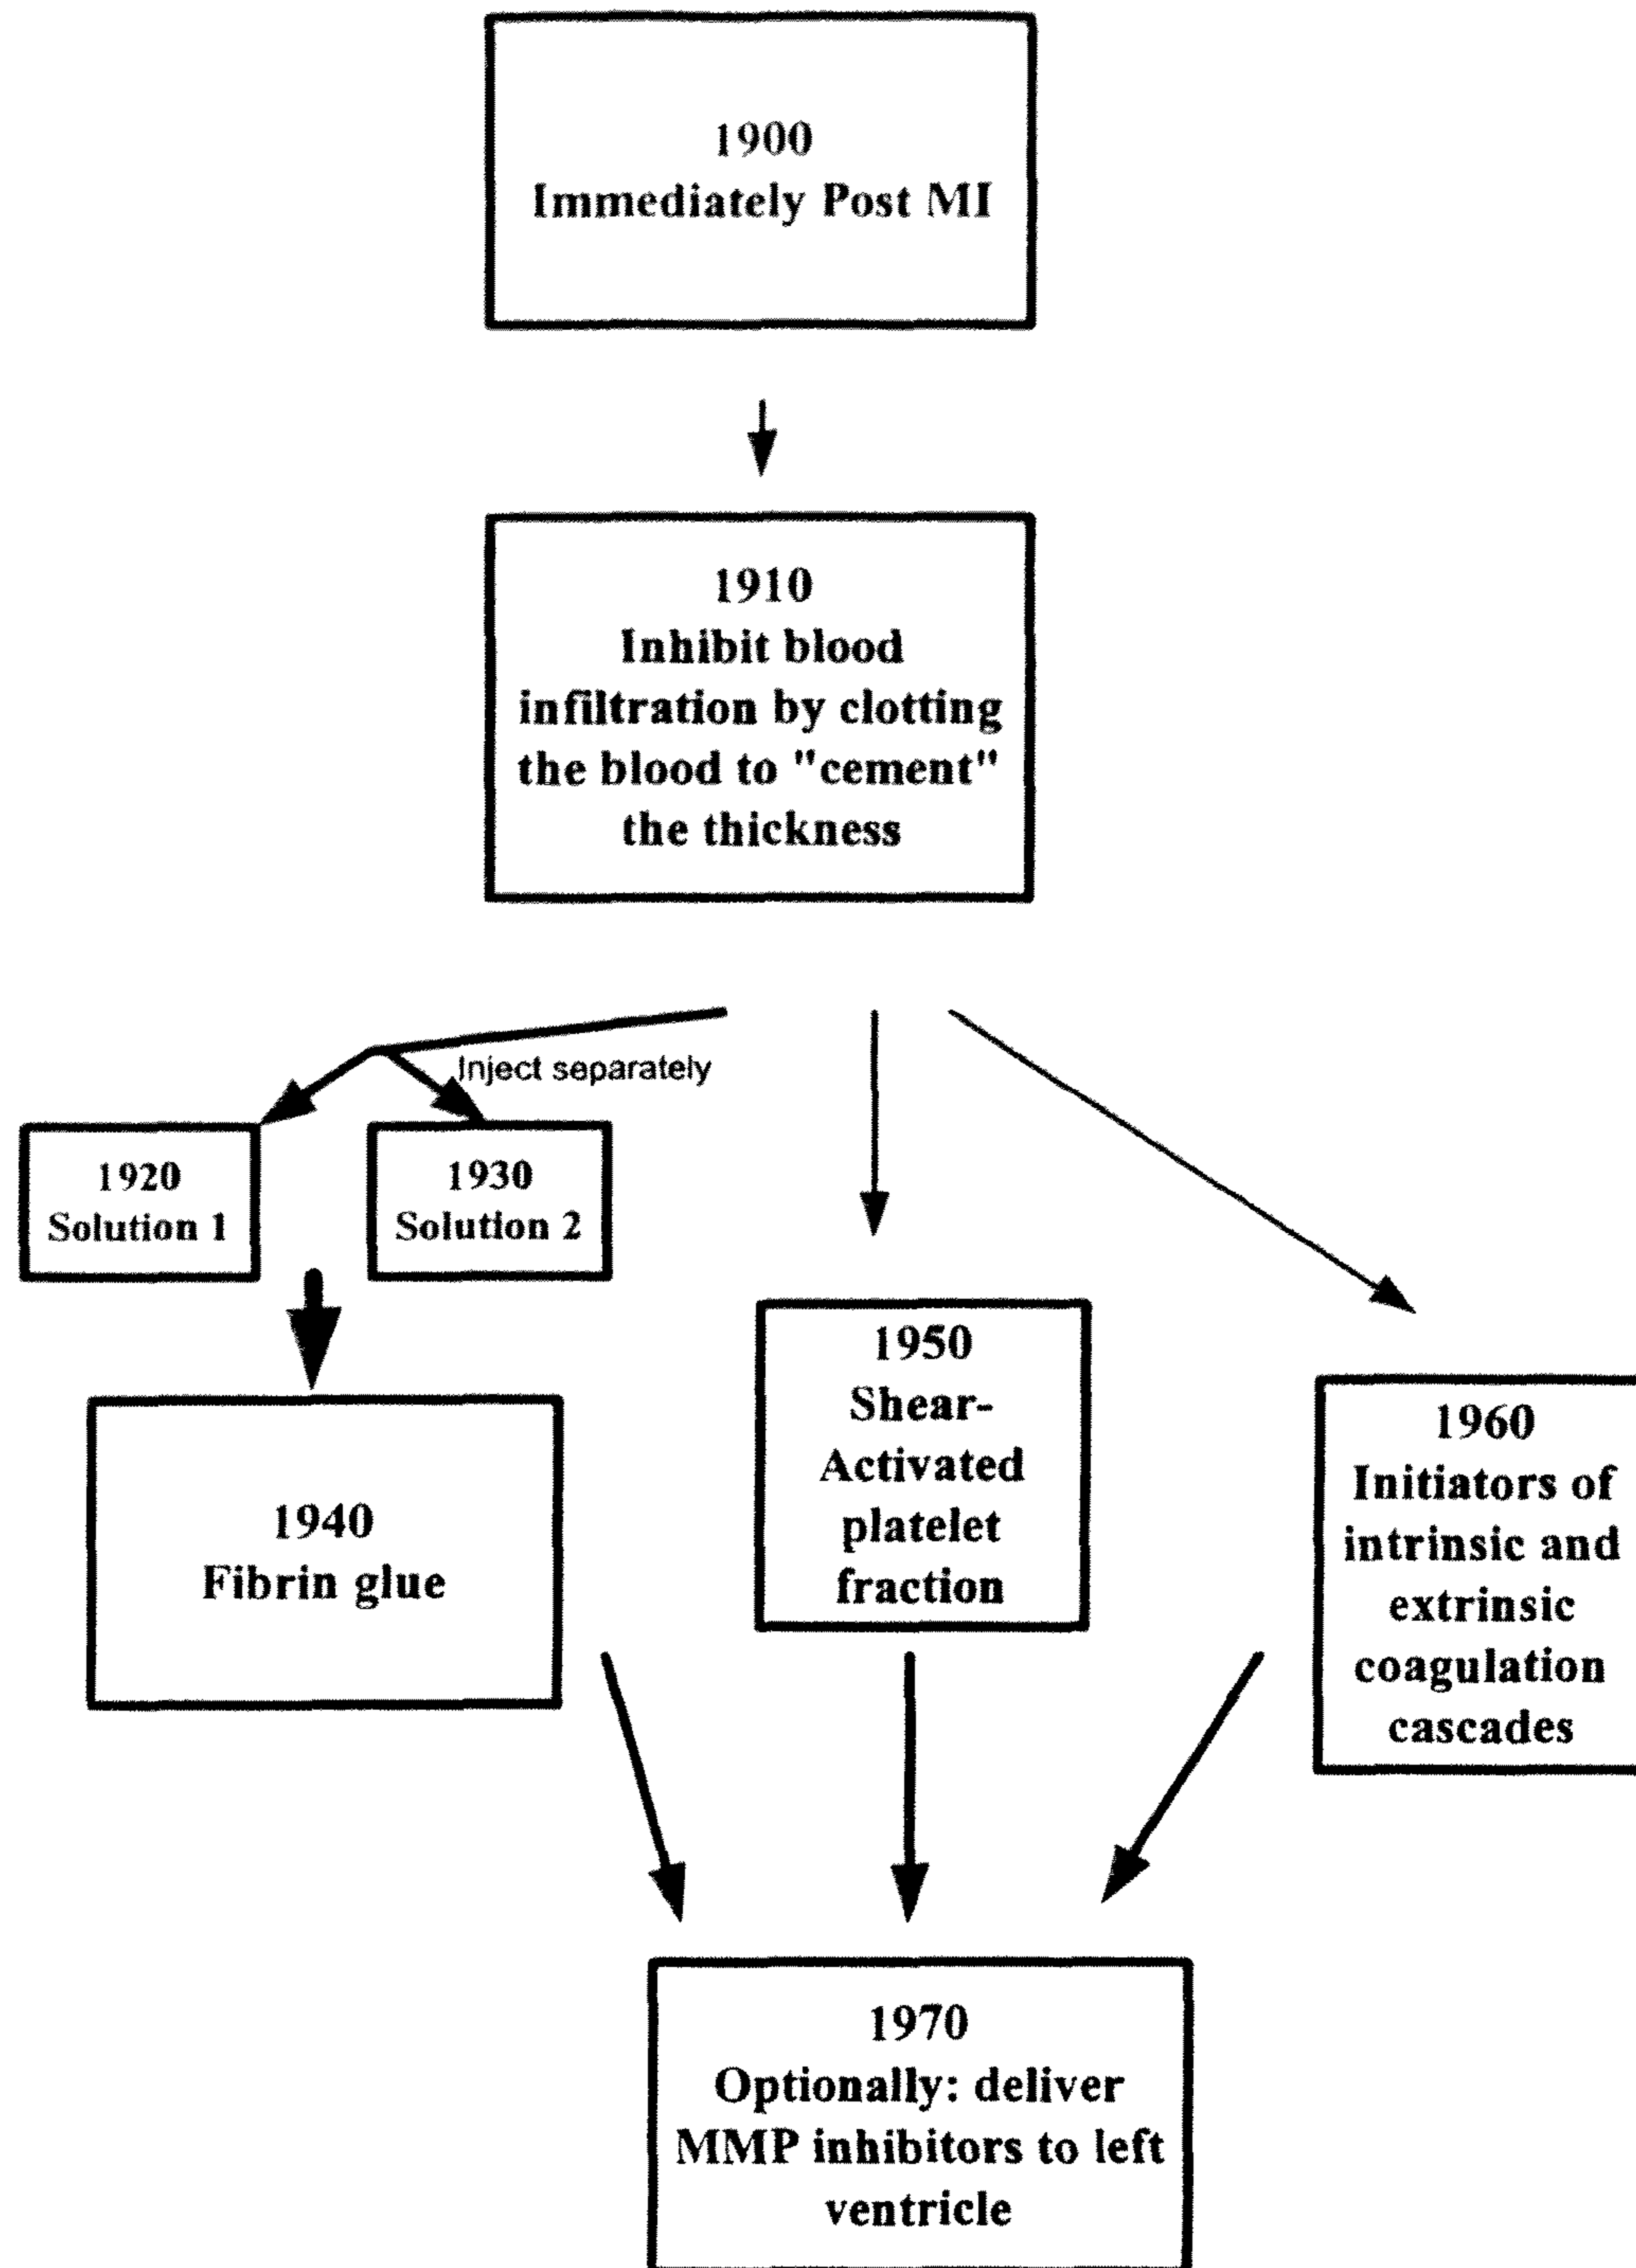 1900
Immediately Post MI
1910
Inhibit blood
infiltration by clotting
the blood to "cement"
the thickness
Inject separately
1920
Solution 1
1930
Solution 2
1940
Fibrin glue
1950
Shear-
Activated
platelet
fraction
1960
Initiators of
intrinsic and
extrinsic
coagulation
cascades
1970
Optionally: deliver
MMP inhibitors to left
ventricle